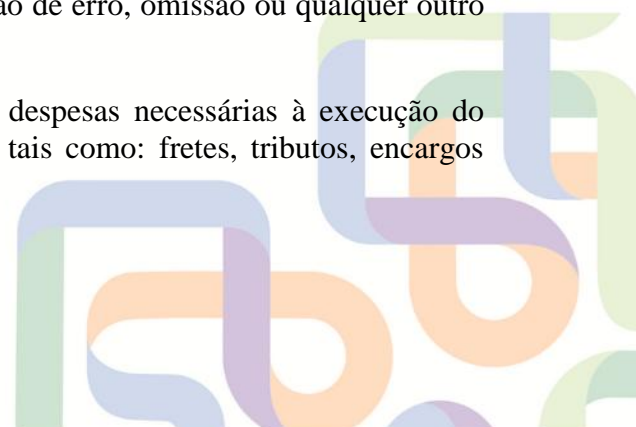 ão de erro, omissão ou qualquer outro
despesas necessárias à execução do
tais como: fretes, tributos, encargos